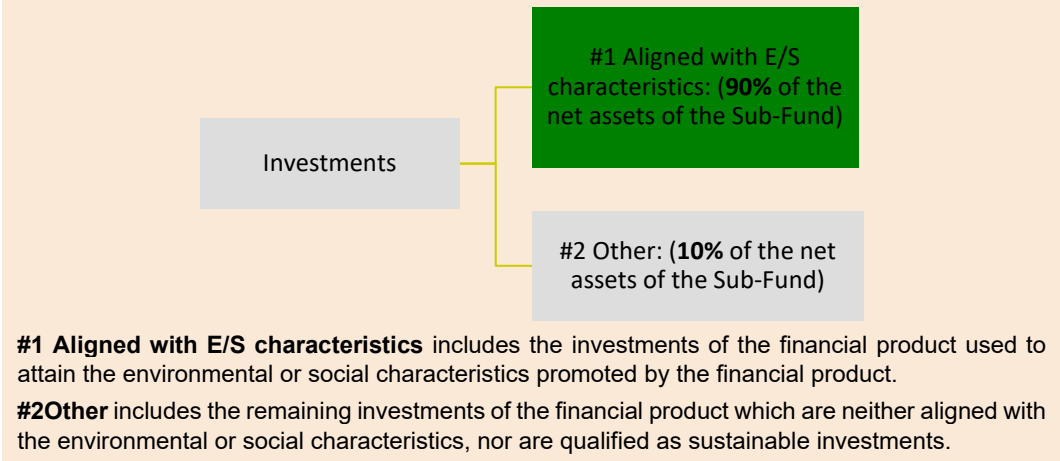 #1 Aligned with E/S
characteristics: (90% of the
net assets of the Sub-Fund)
Investments
#2 Other: (10% of the net
assets of the Sub-Fund)
#1 Aligned with E/S characteristics includes the investments of the financial product used to
attain the environmental or social characteristics promoted by the financial product.
#2Other includes the remaining investments of the financial product which are neither aligned with
the environmental or social characteristics, nor are qualified as sustainable investments.